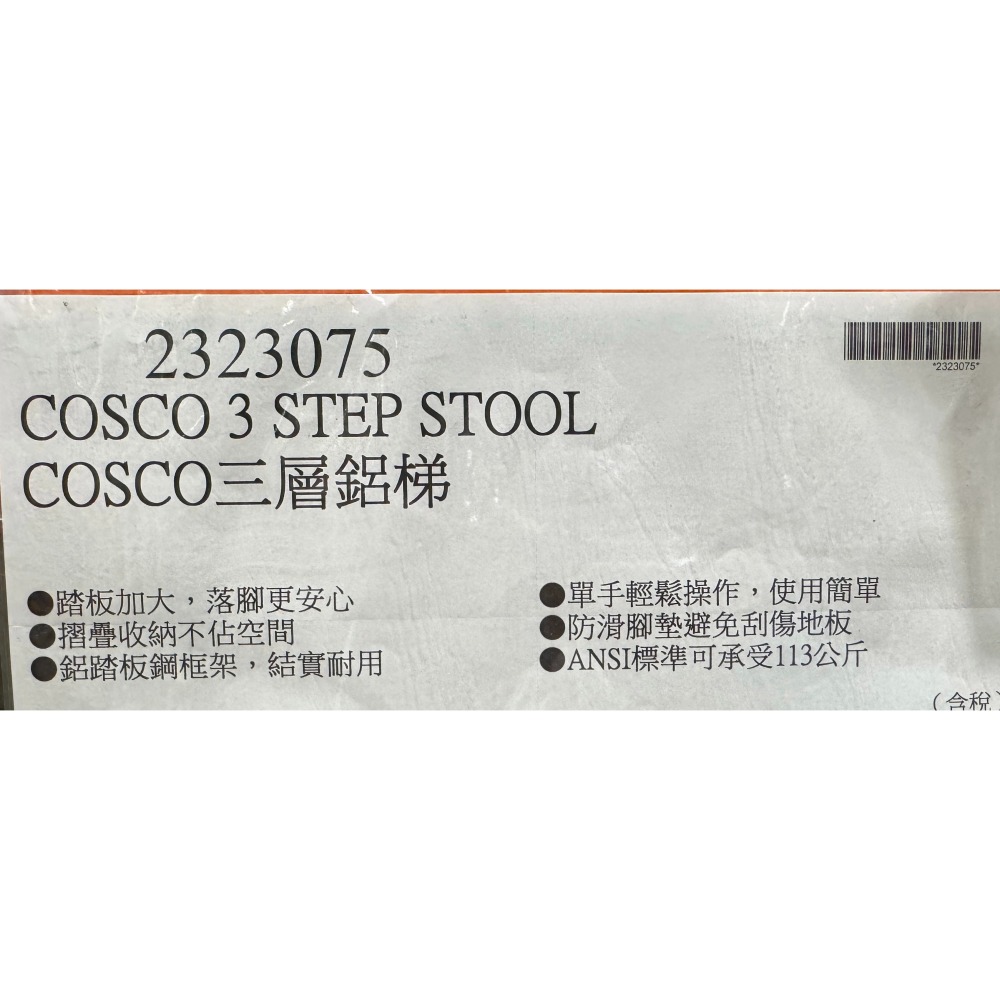 2323075
*2323075*
COSCO 3 STEP STOOL
COSCO三層鋁梯
●踏板加大，落腳更安心
●摺疊收納不佔空間
●鋁踏板鋼框架，結實耐用
●單手輕鬆操作，使用簡單
●防滑腳墊避免刮傷地板
●ANSI標準可承受113公斤
（含稅）